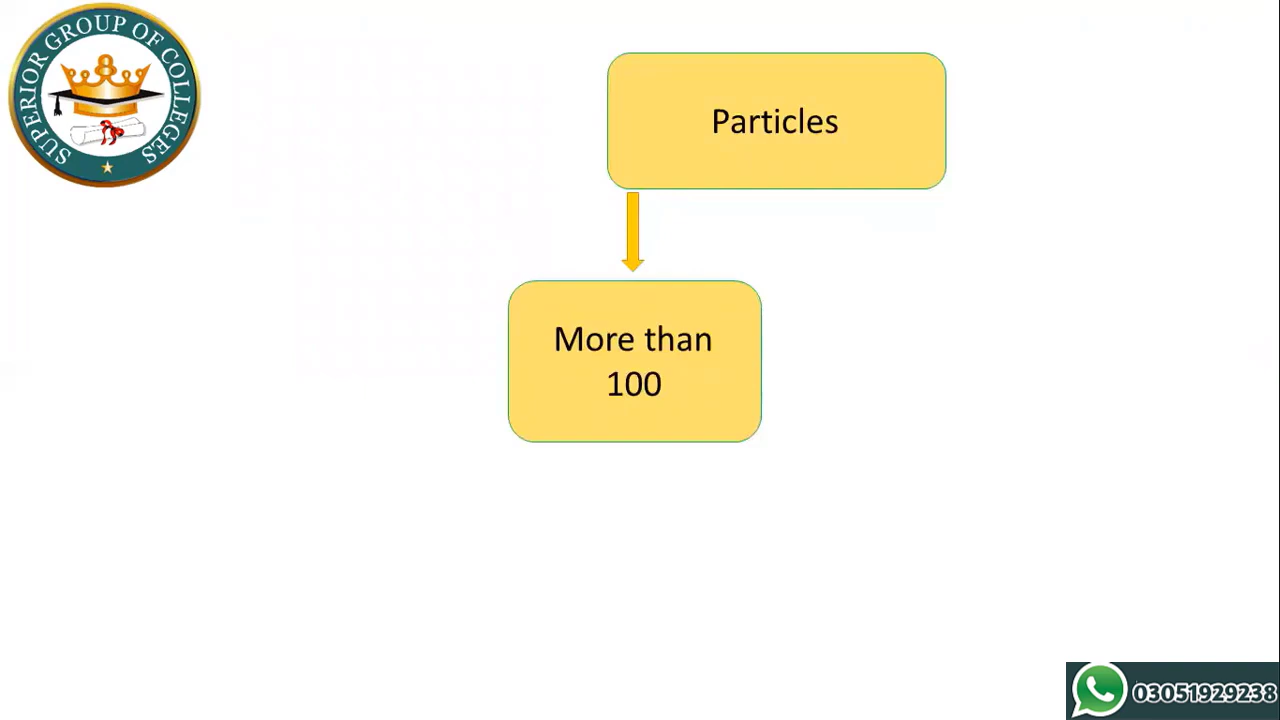 SUPERIOR GROUP OF COLLEGES
Particles
More than
100
03051929238